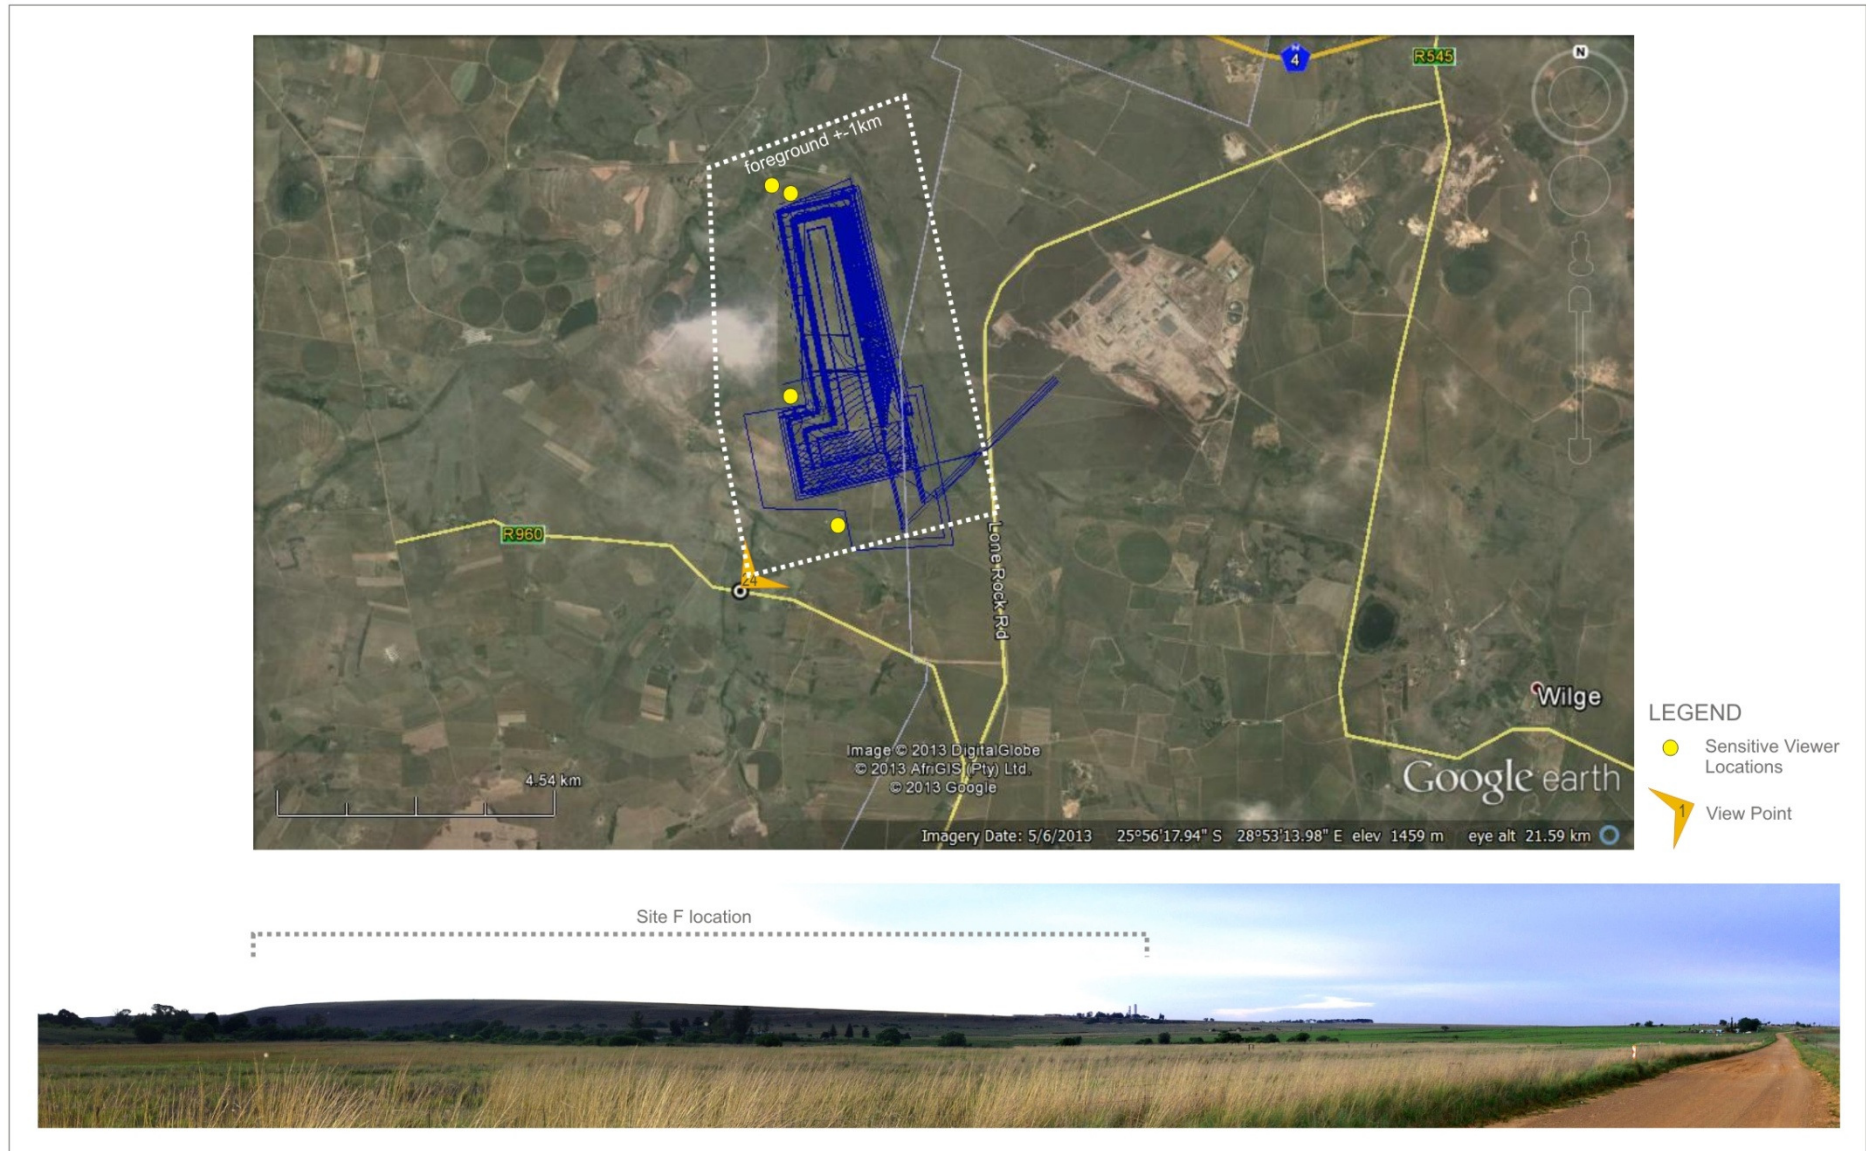 N
4
R545
N
foreground +-1km
R960
24
Lone Rock Rd
Wilge
Image © 2013 DigitalGlobe
© 2013 AfriGIS (Pty) Ltd.
© 2013 Google
4.54 km
Google earth
Imagery Date: 5/6/2013 25°56'17.94" S 28°53'13.98" E elev 1459 m eye alt 21.59 km
LEGEND
Sensitive Viewer
Locations
1
View Point
Site F location